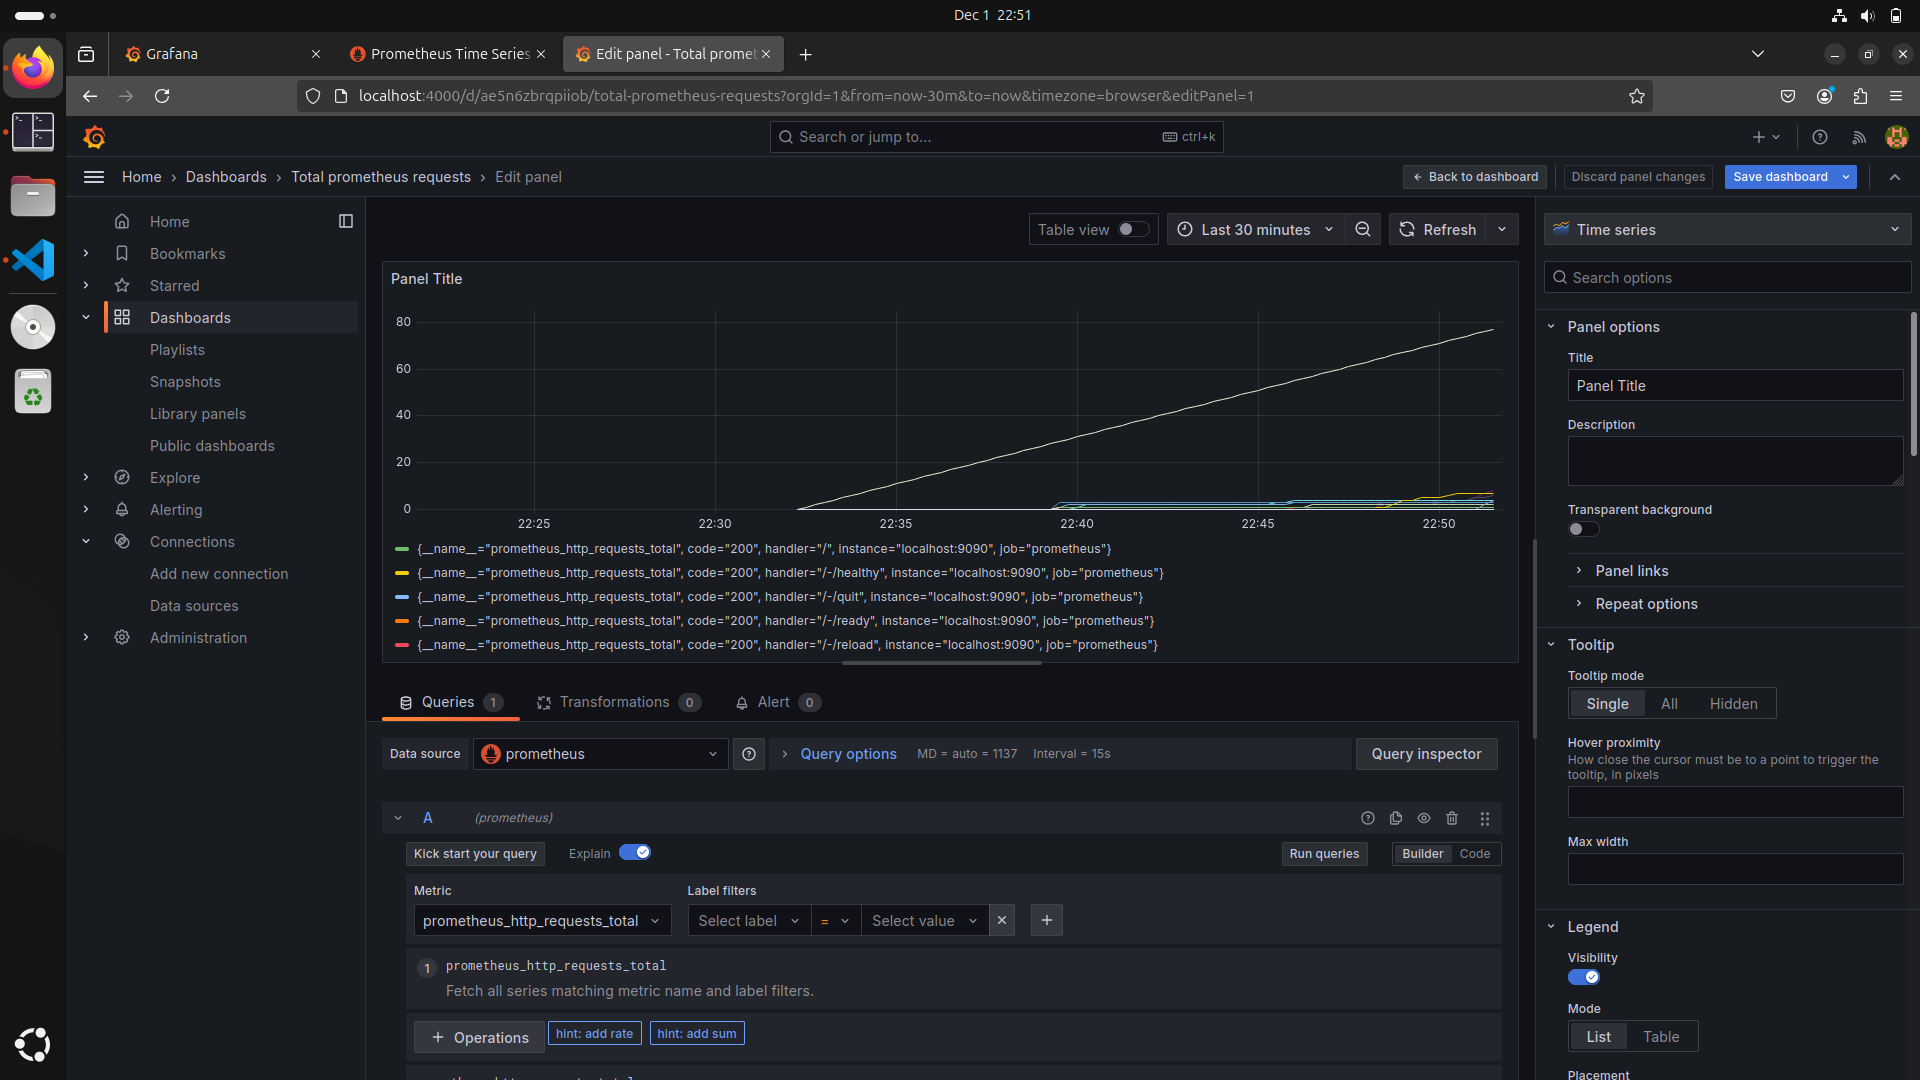 Dec 1 22:51
Grafana
Prometheus Time Series
Edit panel - Total promet
localhost:4000/d/ae5n6zbrqpiiob/total-prometheus-requests?orgId=1&from=now-30m&to=now&timezone=browser&editPanel=1
Search or jump to...
ctrl+k
Home › Dashboards › Total prometheus requests › Edit panel
Back to dashboard
Discard panel changes
Save dashboard
Home
Bookmarks
Starred
Dashboards
Playlists
Snapshots
Library panels
Public dashboards
Explore
Alerting
Connections
Add new connection
Data sources
Administration
Table view
Last 30 minutes
Refresh
Panel Title
80
60
40
20
0
22:25 22:30 22:35 22:40 22:45 22:50
{__name__="prometheus_http_requests_total", code="200", handler="/", instance="localhost:9090", job="prometheus"}
{__name__="prometheus_http_requests_total", code="200", handler="/-/healthy", instance="localhost:9090", job="prometheus"}
{__name__="prometheus_http_requests_total", code="200", handler="/-/quit", instance="localhost:9090", job="prometheus"}
{__name__="prometheus_http_requests_total", code="200", handler="/-/ready", instance="localhost:9090", job="prometheus"}
{__name__="prometheus_http_requests_total", code="200", handler="/-/reload", instance="localhost:9090", job="prometheus"}
Queries 1
Transformations 0
Alert 0
Data source
prometheus
Query options
MD = auto = 1137
Interval = 15s
Query inspector
A
(prometheus)
Kick start your query
Explain
Run queries
Builder
Code
Metric
Label filters
prometheus_http_requests_total
Select label
=
Select value
1
prometheus_http_requests_total
Fetch all series matching metric name and label filters.
+ Operations
hint: add rate
hint: add sum
Time series
Search options
Panel options
Title
Panel Title
Description
Transparent background
Panel links
Repeat options
Tooltip
Tooltip mode
Single
All
Hidden
Hover proximity
How close the cursor must be to a point to trigger the
tooltip, in pixels
Max width
Legend
Visibility
Mode
List
Table
Placement